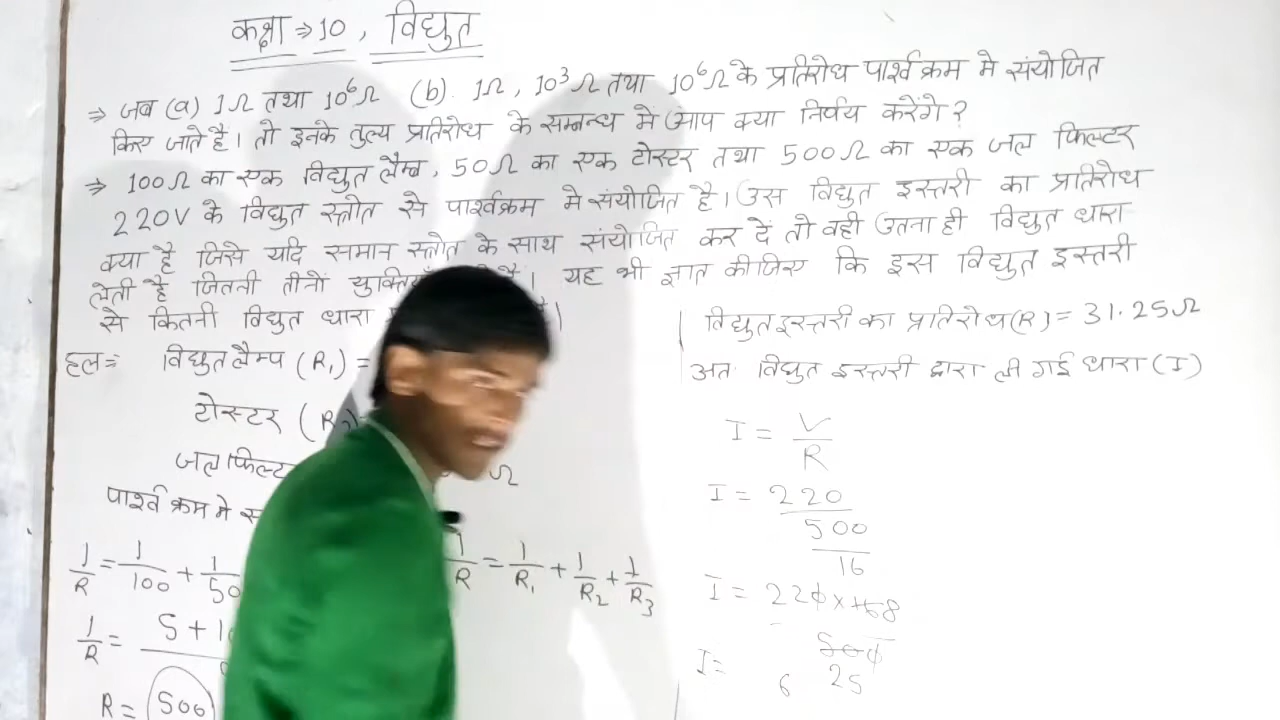 कक्षा ⇒ 10 , विद्युत
⇒ जब (a) 1Ω तथा 10⁶Ω (b). 1Ω, 10³Ω तथा 10⁶Ω के प्रतिरोध पार्श्वक्रम मे संयोजित
किए जाते है। तो इनके तुल्य प्रतिरोध के सम्बन्ध में आप क्या निर्णय करेंगे?
⇒ 100Ω का एक विद्युत लैम्ब, 50Ω का एक टोस्टर तथा 500Ω का एक जल फिल्टर
220V के विद्युत स्त्रोत से पार्श्वक्रम मे संयोजित है। उस विद्युत इस्तरी का प्रतिरोध
क्या है जिसे यदि समान स्त्रोत के साथ संयोजित कर दें तो वही उतना ही विद्युत धारा
लेती है जितनी तीनों युक्तियाँ यह भी ज्ञात कीजिए कि इस विद्युत इस्तरी
से कितनी विद्युत धारा
हल⇒ विद्युत लैम्प (R₁) =
टोस्टर (R₂)
जल फिल्ट Ω
पार्श्व क्रम मे
1/R = 1/100 + 1/50
1/R = 1/R₁ + 1/R₂ + 1/R₃
1/R = 5+1
R = 500
विद्युत इस्तरी का प्रतिरोध(R) = 31.25Ω
अतः विद्युत इस्तरी द्वारा ली गई धारा (I)
I = V/R
I = 220
500
16
I = 220×168
500
I =
6 25